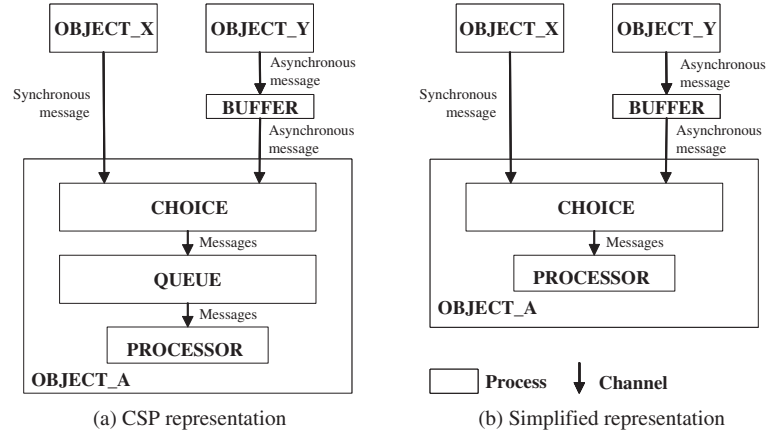 OBJECT_X
OBJECT_Y
Asynchronous
message
Synchronous
message
BUFFER
Asynchronous
message
CHOICE
Messages
QUEUE
Messages
PROCESSOR
OBJECT_A
(a) CSP representation
OBJECT_X
OBJECT_Y
Asynchronous
message
Synchronous
message
BUFFER
Asynchronous
message
CHOICE
Messages
PROCESSOR
OBJECT_A
Process
Channel
(b) Simplified representation